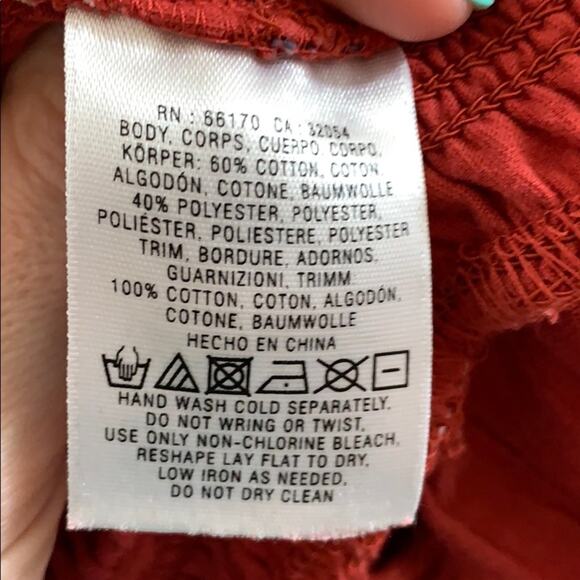 RN : 66170 CA : 32054
BODY, CORPS, CUERPO, CORPO,
KÖRPER: 60% COTTON, COTON,
ALGODÓN, COTONE, BAUMWOLLE
40% POLYESTER, POLYESTER,
POLIÉSTER, POLIESTERE, POLYESTER
TRIM, BORDURE, ADORNOS,
GUARNIZIONI, TRIMM
100% COTTON, COTON, ALGODÓN,
COTONE, BAUMWOLLE
HECHO EN CHINA
HAND WASH COLD SEPARATELY.
DO NOT WRING OR TWIST.
USE ONLY NON-CHLORINE BLEACH.
RESHAPE LAY FLAT TO DRY.
LOW IRON AS NEEDED.
DO NOT DRY CLEAN